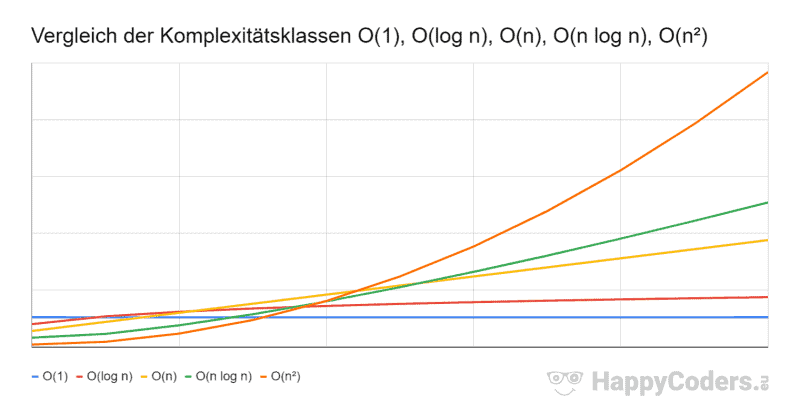 Vergleich der Komplexitätsklassen O(1), O(log n), O(n), O(n log n), O(n²)
O(1) O(log n) O(n) O(n log n) O(n²)
HappyCoders.eu